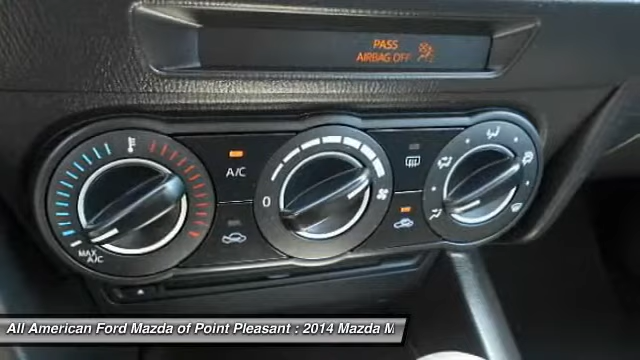 PASS
AIRBAG OFF
A/C
0
MAX
A/C
All American Ford Mazda of Point Pleasant : 2014 Mazda M